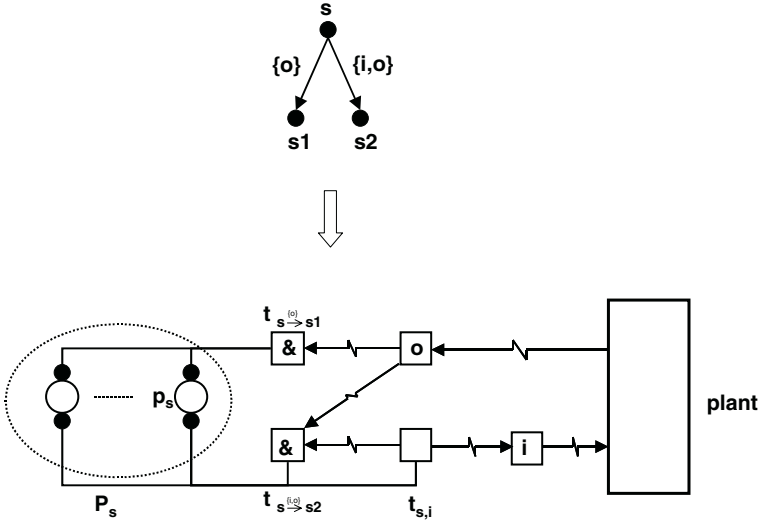 s
{o} {i,o}
s1 s2
t s {o}→ s1
& o
p_s plant
& i
P_s t s {i,o}→ s2 t_s,i